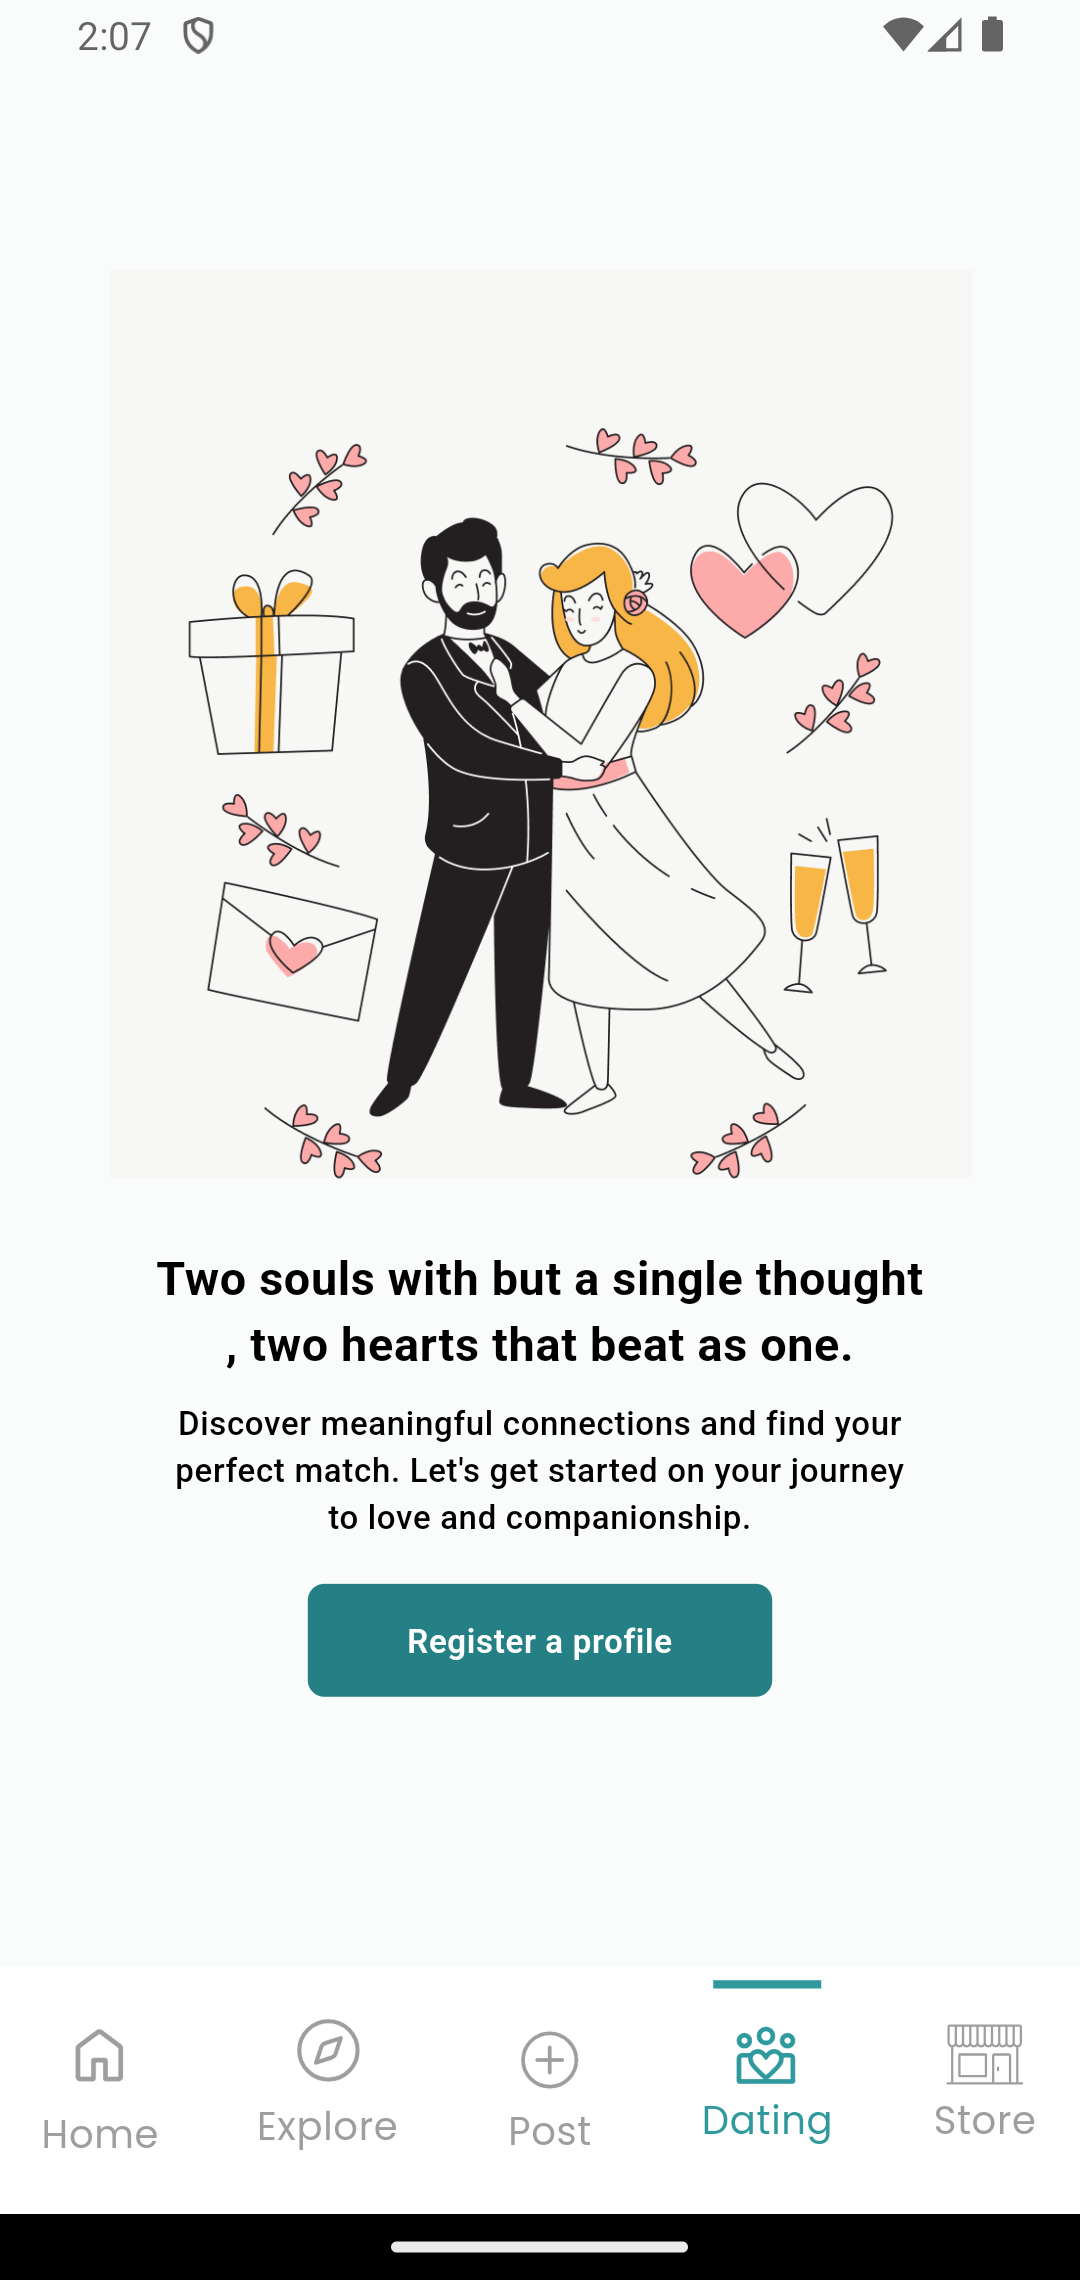 2:07
Two souls with but a single thought
, two hearts that beat as one.
Discover meaningful connections and find your
perfect match. Let's get started on your journey
to love and companionship.
Register a profile
Home
Explore
Post
Dating
Store